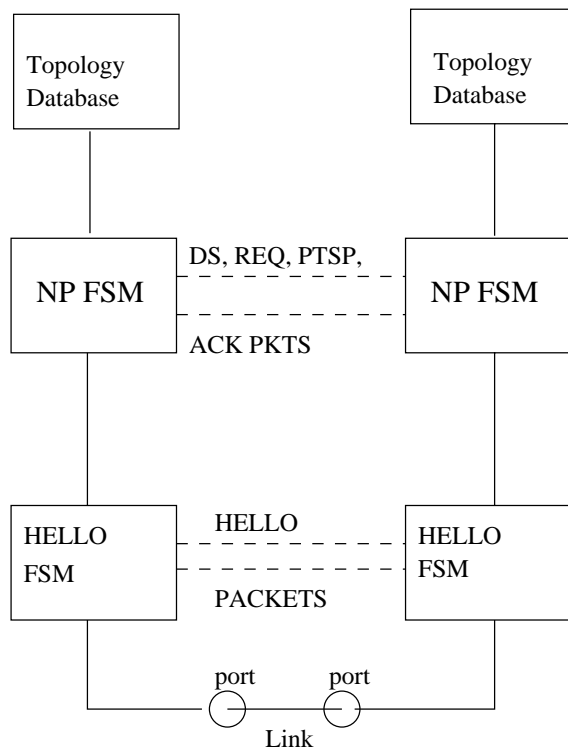 Topology
Database
Topology
Database
DS, REQ, PTSP,
NP FSM
NP FSM
ACK PKTS
HELLO
FSM
HELLO
PACKETS
HELLO
FSM
port
port
Link